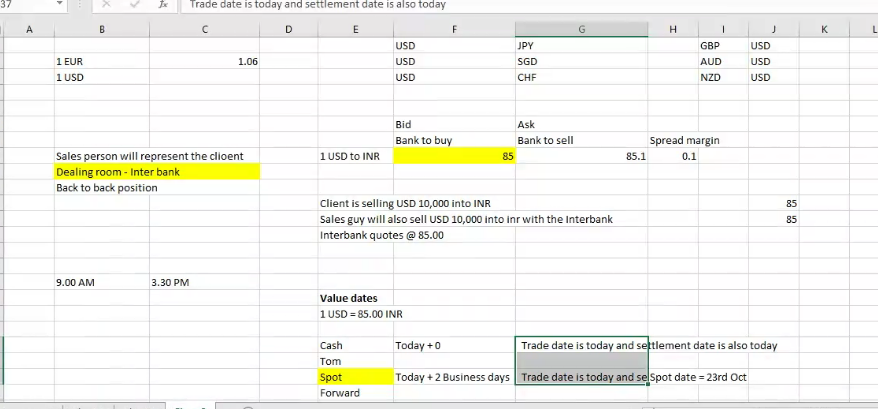 37 fx Trade date is today and settlement date is also today
A B C D E F G H I J K L
USD JPY GBP USD
1 EUR 1.06 USD SGD AUD USD
1 USD USD CHF NZD USD
Bid Ask
Bank to buy Bank to sell Spread margin
Sales person will represent the clioent 1 USD to INR 85 85.1 0.1
Dealing room - Inter bank
Back to back position
Client is selling USD 10,000 into INR 85
Sales guy will also sell USD 10,000 into inr with the Interbank 85
Interbank quotes @ 85.00
9.00 AM 3.30 PM
Value dates
1 USD = 85.00 INR
Cash Today + 0 Trade date is today and settlement date is also today
Tom
Spot Today + 2 Business days Trade date is today and se Spot date = 23rd Oct
Forward